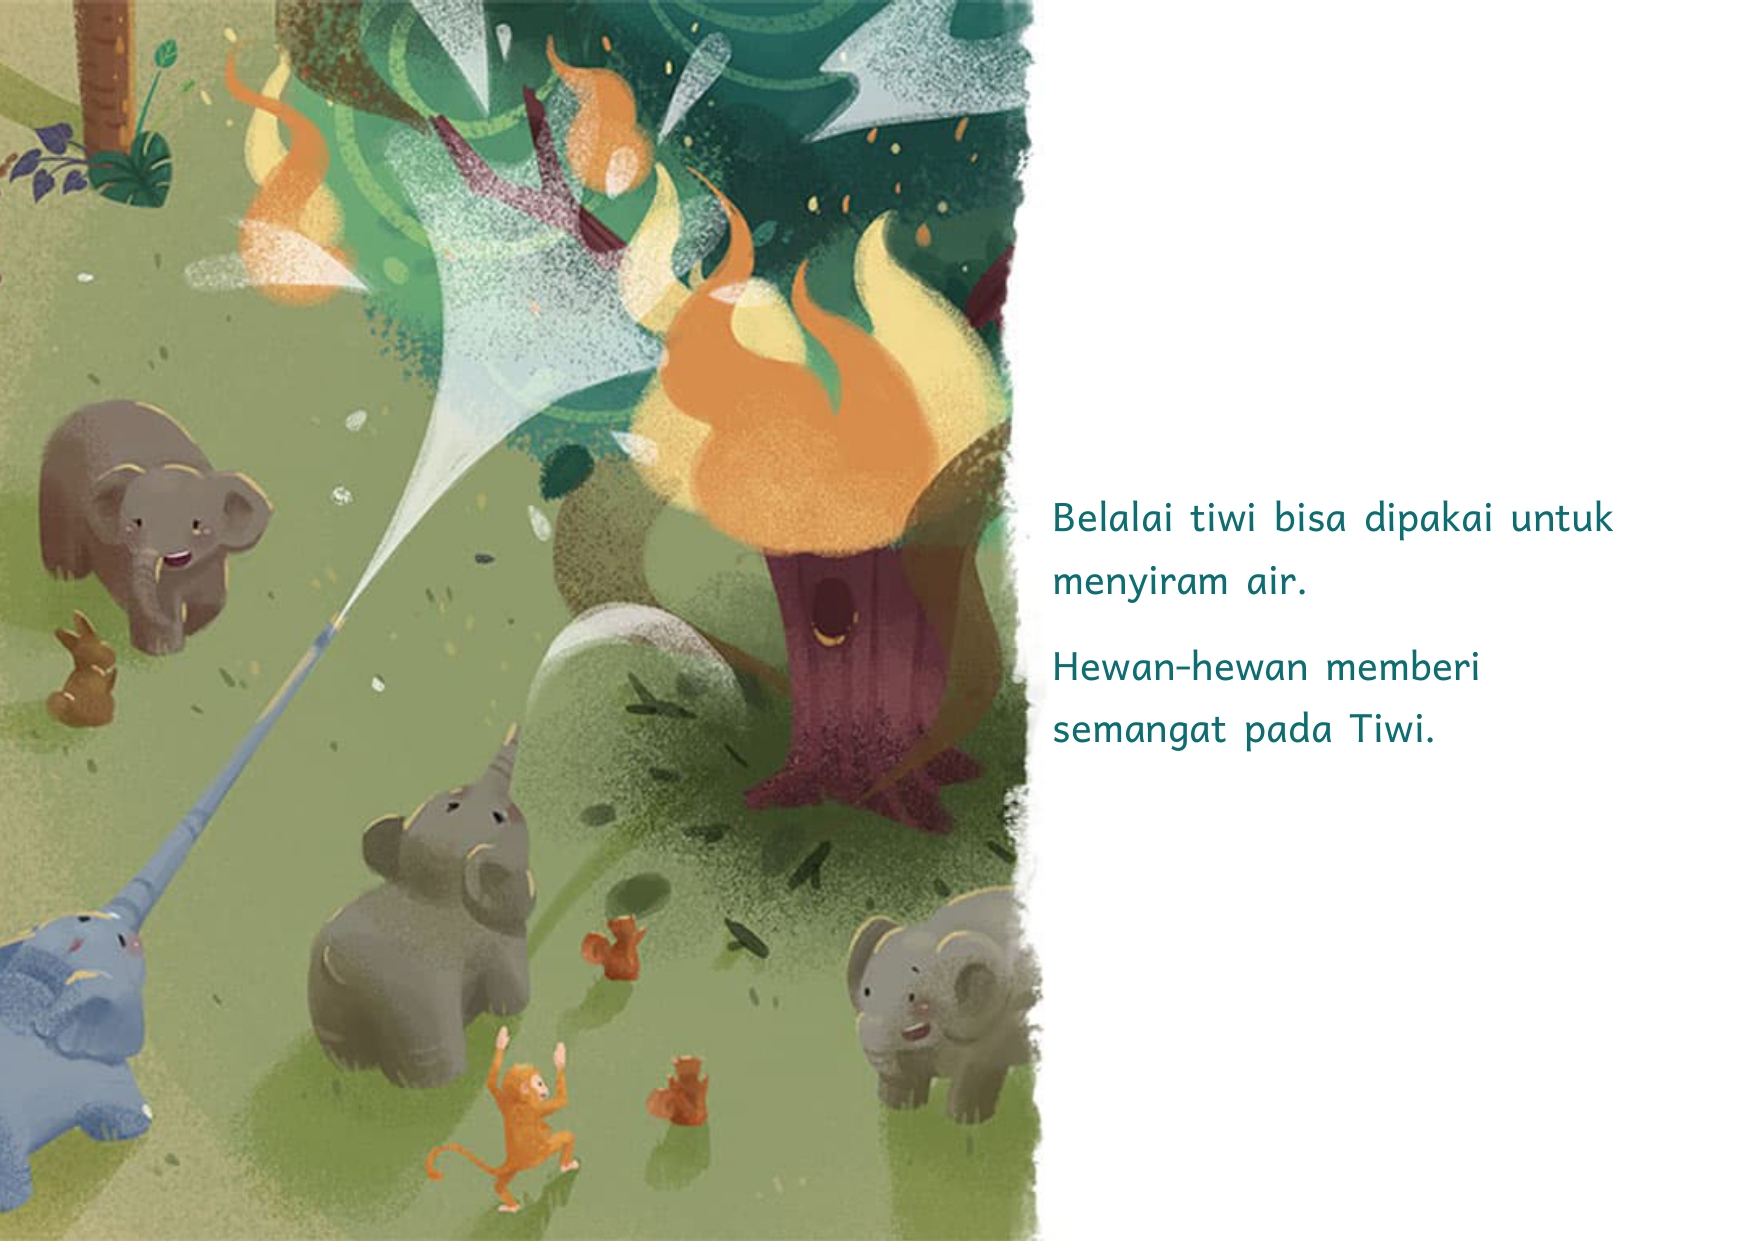 Belalai tiwi bisa dipakai untuk
menyiram air.
Hewan-hewan memberi
semangat pada Tiwi.